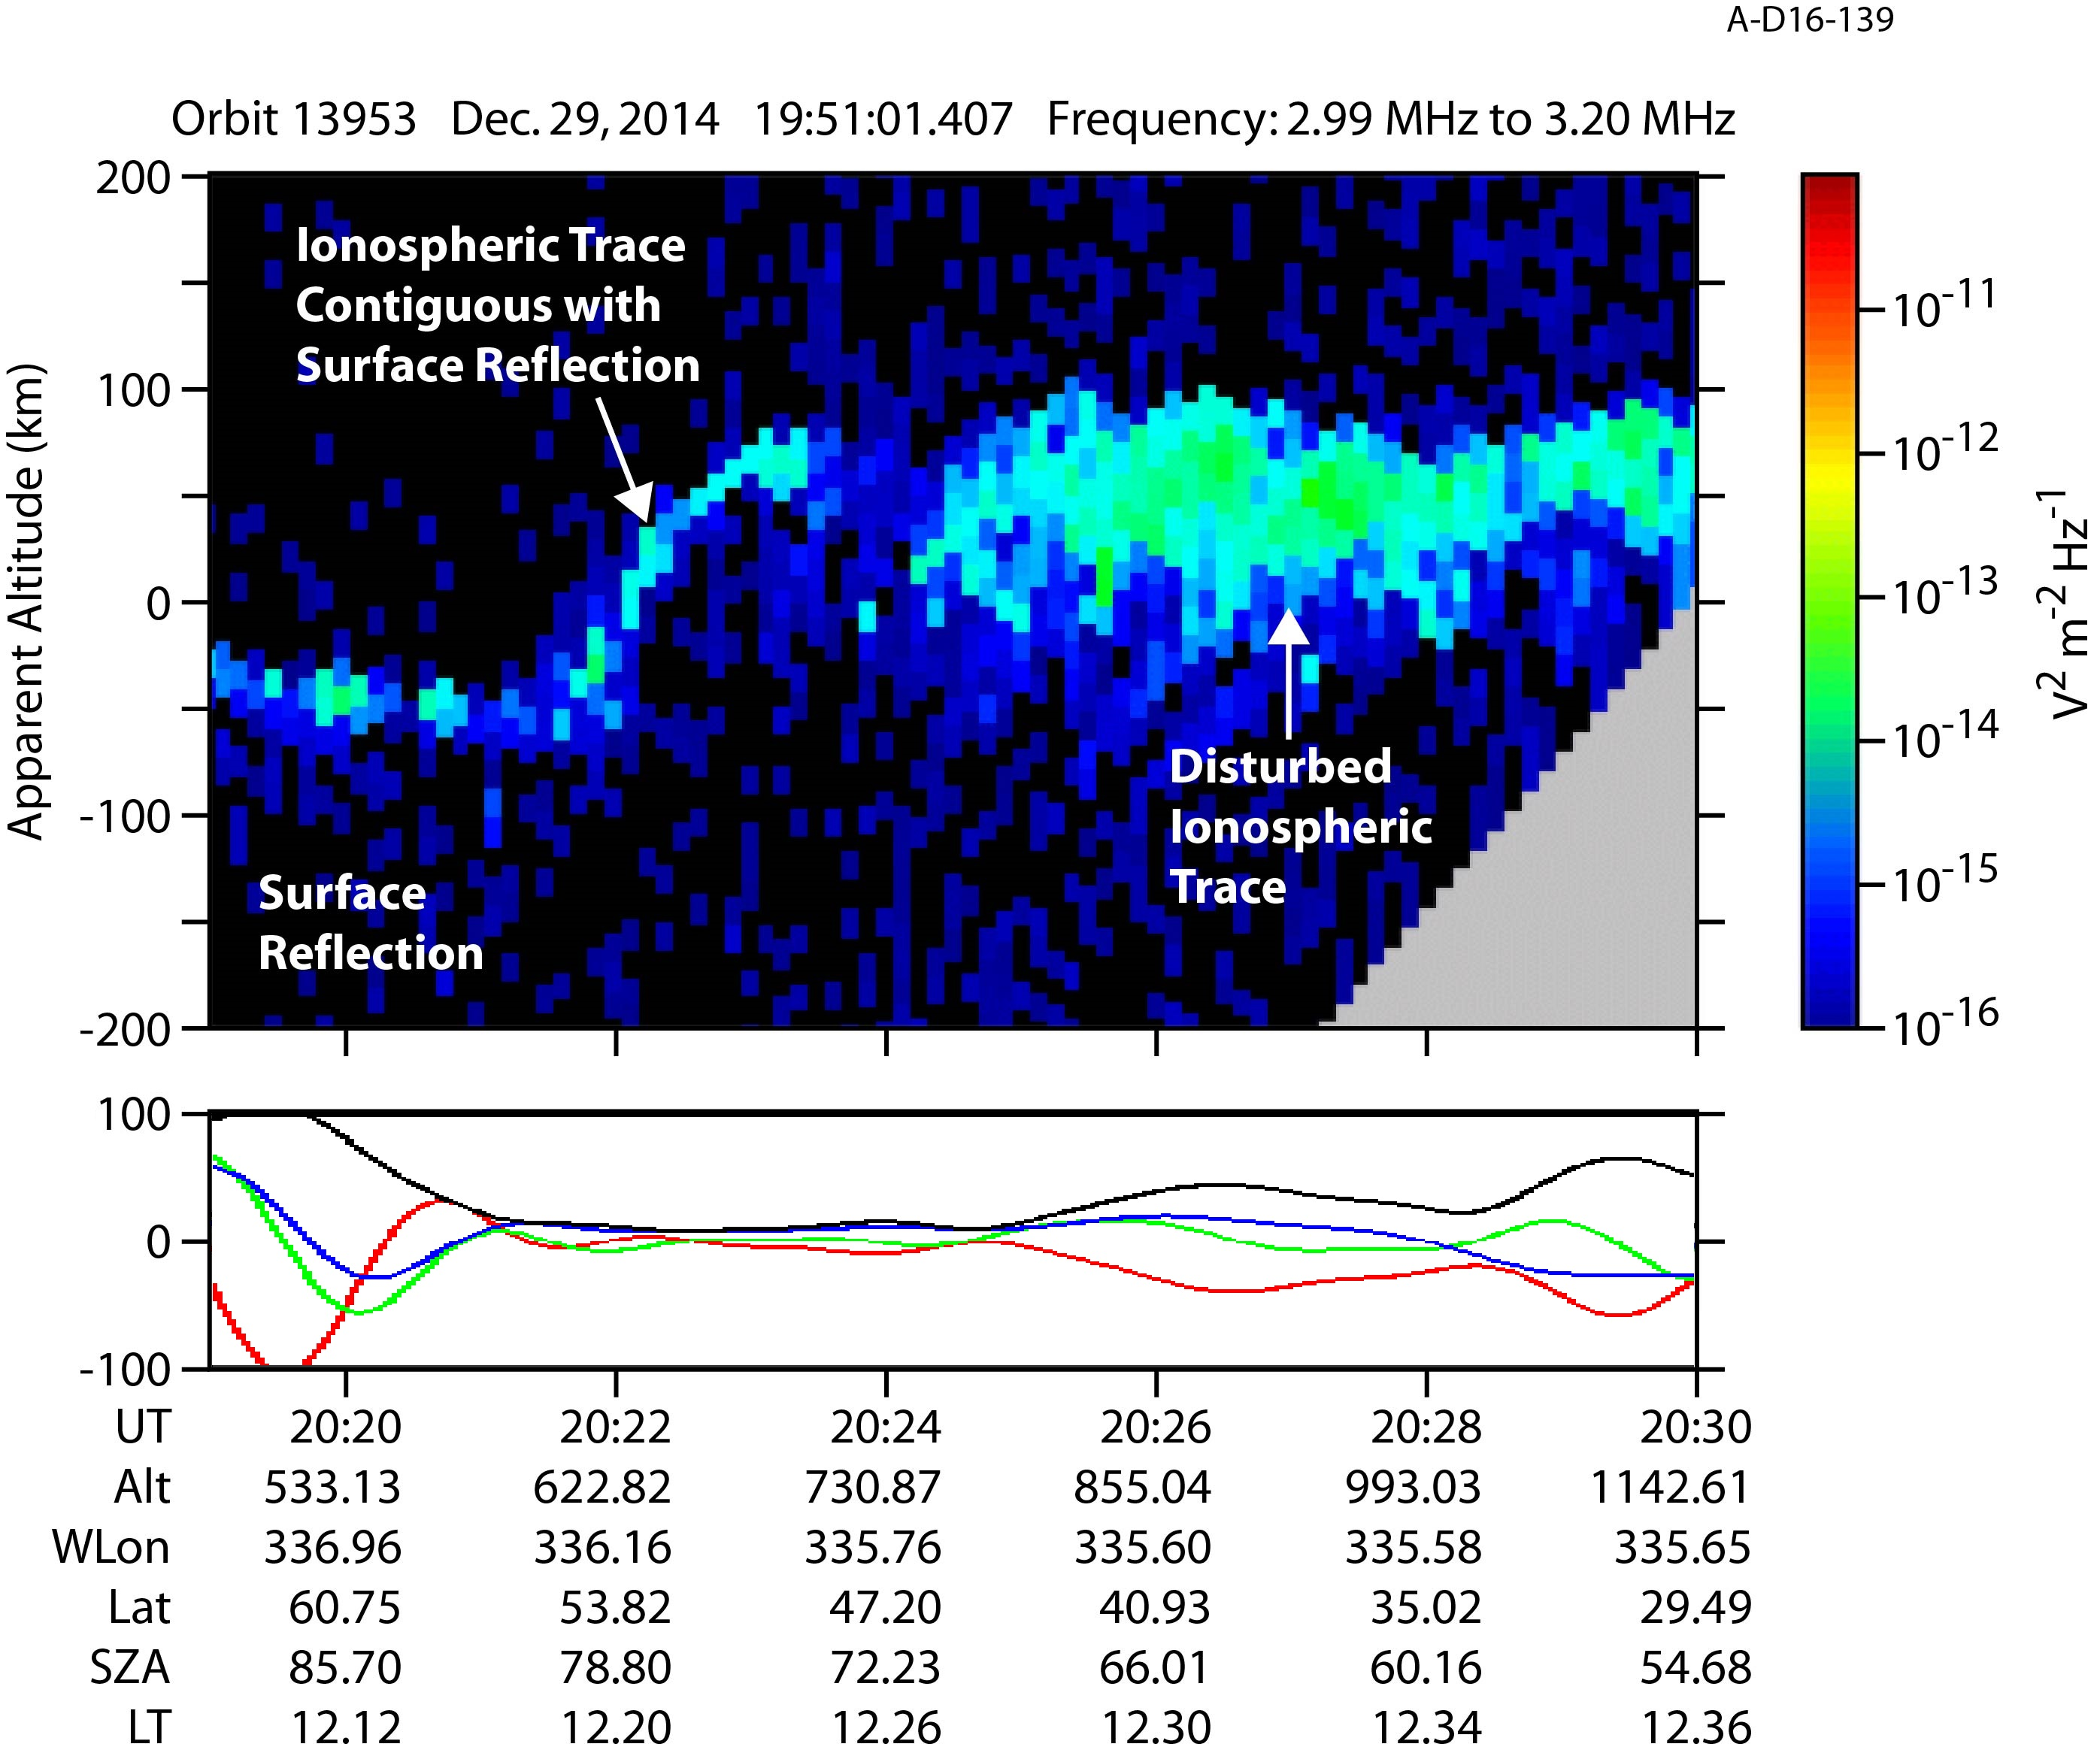 A-D16-139
Orbit 13953 Dec. 29, 2014 19:51:01.407 Frequency: 2.99 MHz to 3.20 MHz
200
100
0
-100
-200
Apparent Altitude (km)
Ionospheric Trace
Contiguous with
Surface Reflection
Surface
Reflection
Disturbed
Ionospheric
Trace
10^-11
10^-12
10^-13
10^-14
10^-15
10^-16
V^2 m^-2 Hz^-1
100
0
-100
UT 20:20 20:22 20:24 20:26 20:28 20:30
Alt 533.13 622.82 730.87 855.04 993.03 1142.61
WLon 336.96 336.16 335.76 335.60 335.58 335.65
Lat 60.75 53.82 47.20 40.93 35.02 29.49
SZA 85.70 78.80 72.23 66.01 60.16 54.68
LT 12.12 12.20 12.26 12.30 12.34 12.36